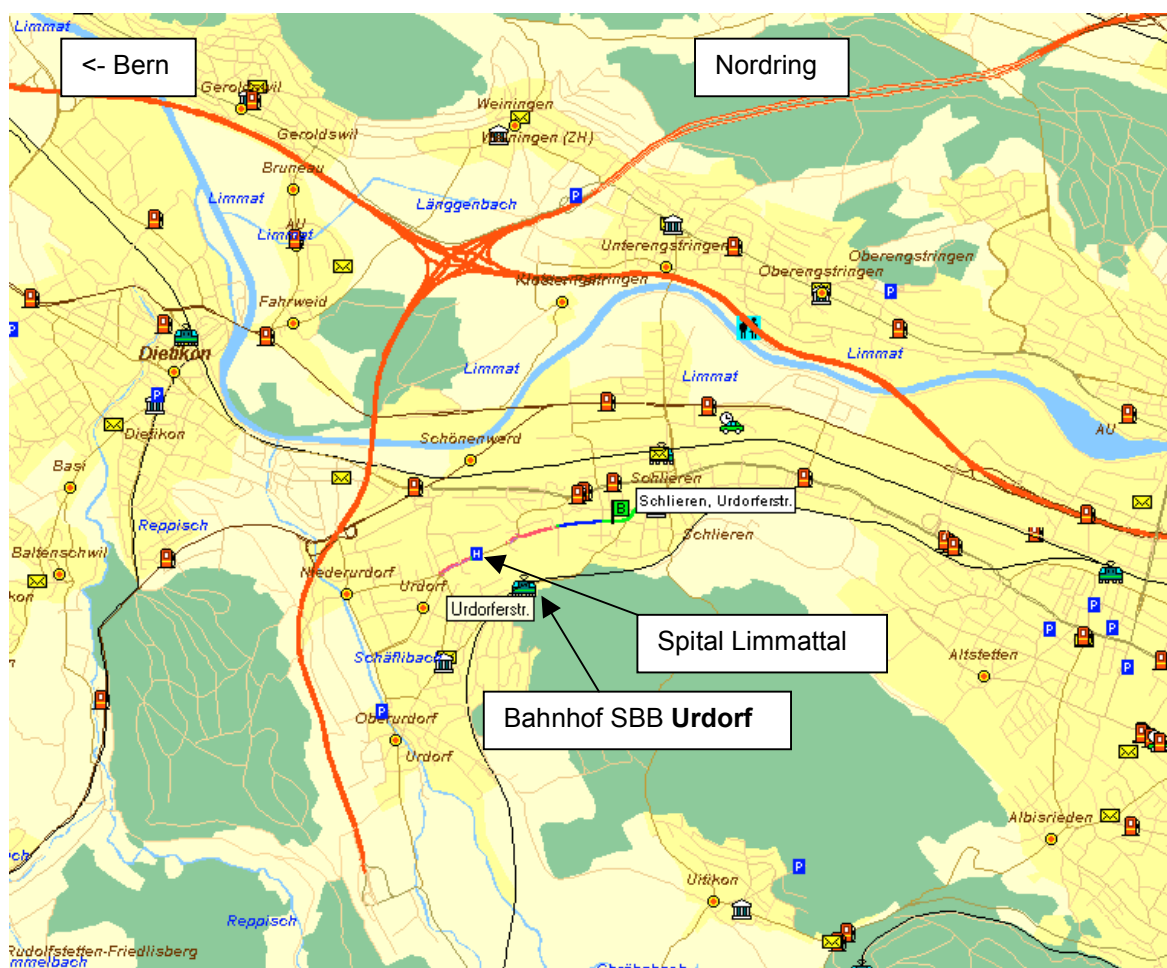 Limmat
<- Bern
Nordring
Geroldswil
Weiningen
Geroldswil
Weiningen (ZH)
Bruneau
Limmat
Länggenbach
AU
Limmat
Unterengstringen
Oberengstringen
Oberengstringen
Fahrweid
Dietikon
Limmat
Limmat
Limmat
Dietikon
Schönenwerd
AU
Basi
Schlieren
Schlieren, Urdorferstr.
Reppisch
Schlieren
Baltenschwil
Niederurdorf
Urdorf
Urdorferstr.
Spital Limmattal
Schäflibach
Altstetten
Bahnhof SBB Urdorf
Oberurdorf
Urdorf
Albisrieden
Uitikon
Reppisch
Rudolfstetten-Friedlisberg